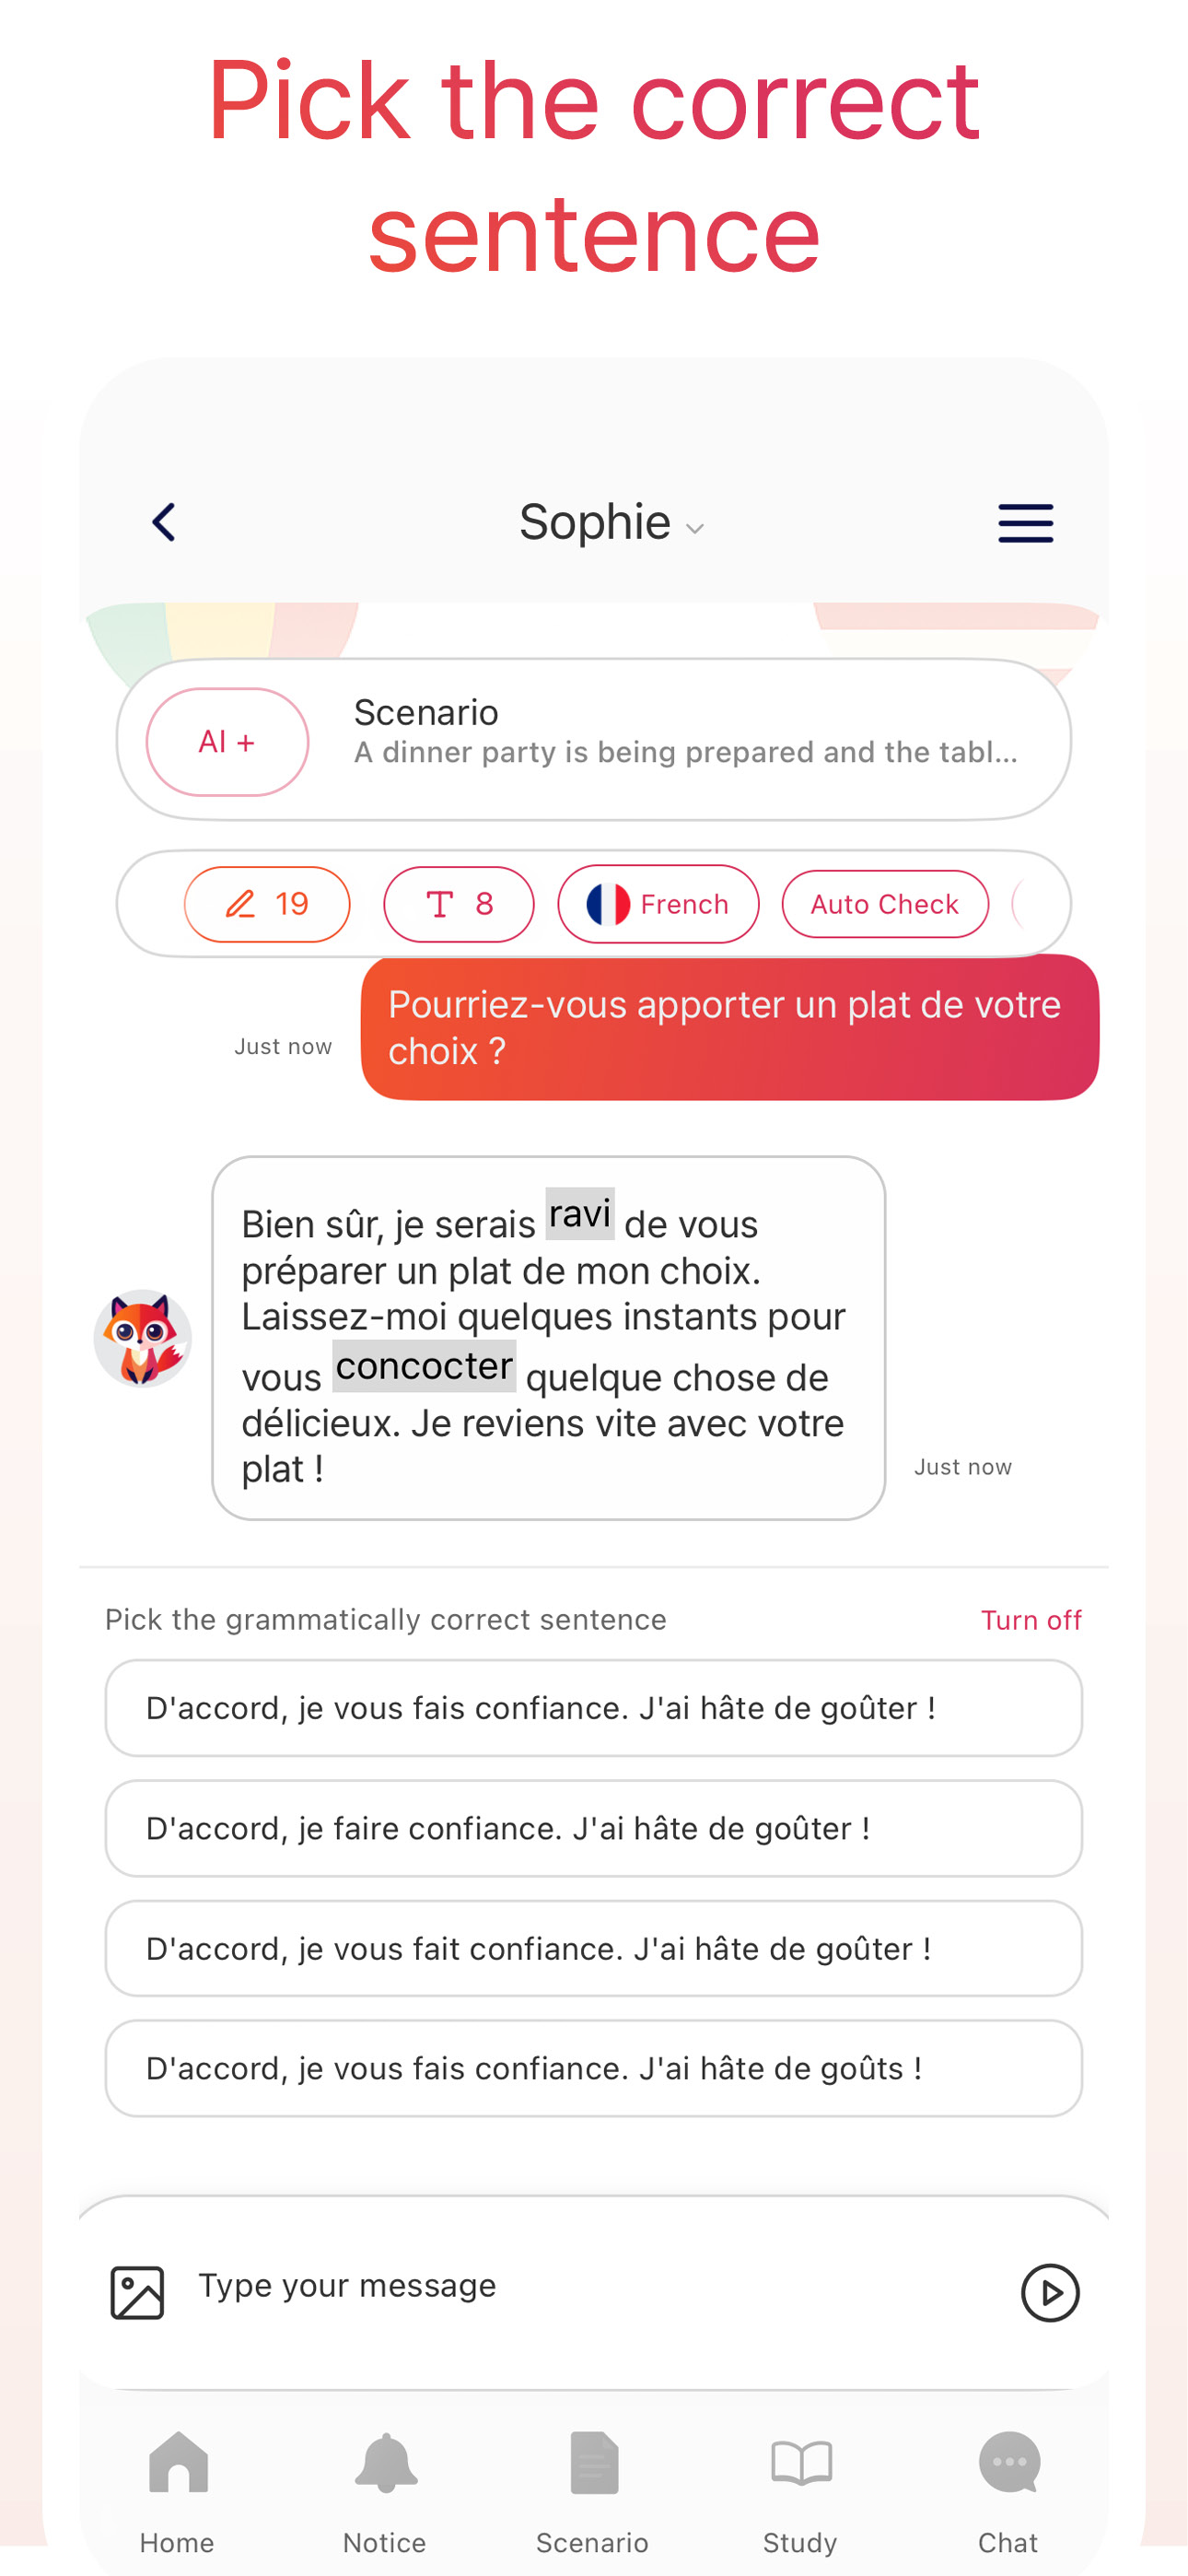 Pick the correct
sentence
Sophie
AI +
Scenario
A dinner party is being prepared and the tabl...
19
8
French
Auto Check
Pourriez-vous apporter un plat de votre
choix ?
Just now
Bien sûr, je serais ravi de vous
préparer un plat de mon choix.
Laissez-moi quelques instants pour
vous concocter quelque chose de
délicieux. Je reviens vite avec votre
plat !
Just now
Pick the grammatically correct sentence
Turn off
D'accord, je vous fais confiance. J'ai hâte de goûter !
D'accord, je faire confiance. J'ai hâte de goûter !
D'accord, je vous fait confiance. J'ai hâte de goûter !
D'accord, je vous fais confiance. J'ai hâte de goûts !
Type your message
Home
Notice
Scenario
Study
Chat